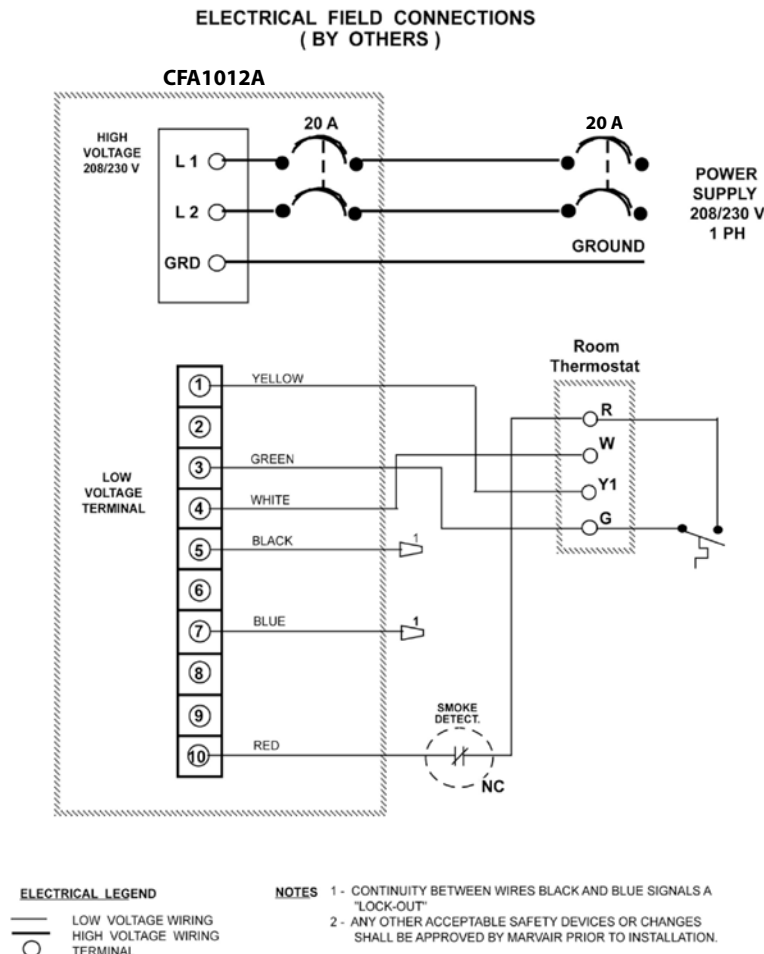 ELECTRICAL FIELD CONNECTIONS
( BY OTHERS )
CFA1012A
HIGH
VOLTAGE
208/230 V
L 1
L 2
GRD
20 A
20 A
POWER
SUPPLY
208/230 V
1 PH
GROUND
Room
Thermostat
R
W
Y1
G
LOW
VOLTAGE
TERMINAL
1
YELLOW
2
3
GREEN
4
WHITE
5
BLACK
1
6
7
BLUE
1
8
9
10
RED
SMOKE
DETECT.
NC
ELECTRICAL LEGEND
LOW VOLTAGE WIRING
HIGH VOLTAGE WIRING
TERMINAL
NOTES 1 - CONTINUITY BETWEEN WIRES BLACK AND BLUE SIGNALS A
"LOCK-OUT"
2 - ANY OTHER ACCEPTABLE SAFETY DEVICES OR CHANGES
SHALL BE APPROVED BY MARVAIR PRIOR TO INSTALLATION.